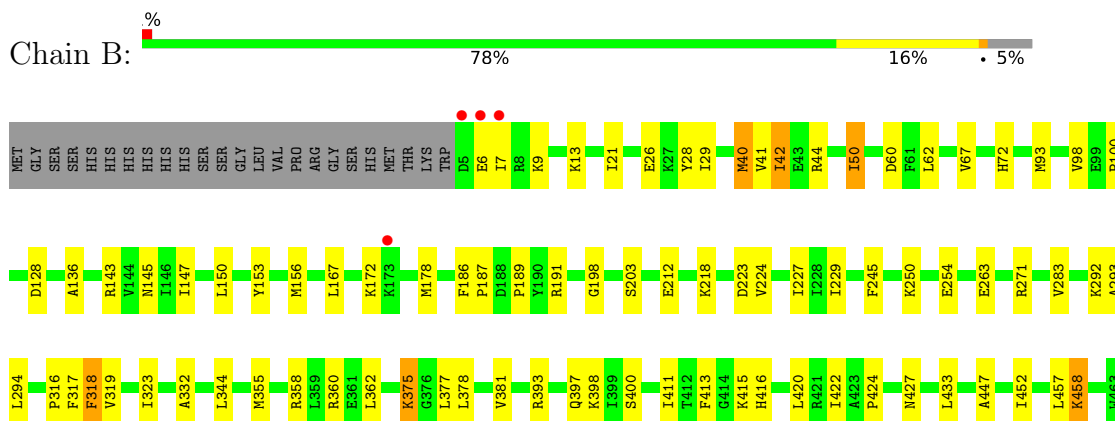 %
Chain B:
78% 16% • 5%
MET GLY SER SER HIS HIS HIS HIS HIS HIS SER SER GLY LEU VAL PRO ARG GLY SER HIS MET THR LYS TRP D5 E6 I7 R8 K9 K13 I21 E26 K27 Y28 I29 M40 V41 I42 E43 R44 I50 D60 F61 L62 V67 H72 M93 V98 E99
D128 A136 R143 V144 N145 I146 I147 L150 Y153 M156 L167 K172 K173 M178 F186 P187 D188 P189 Y190 R191 G198 S203 E212 K218 D223 V224 I227 I228 I229 F245 K250 E254 E263 R271 V283 K292
L294 P316 F317 F318 V319 I323 A332 L344 M355 R358 L359 R360 E361 L362 K375 G376 L377 L378 V381 R393 Q397 K398 I399 S400 I411 T412 F413 G414 K415 H416 L420 R421 I422 A423 P424 N427 L433 A447 I452 L457 K458